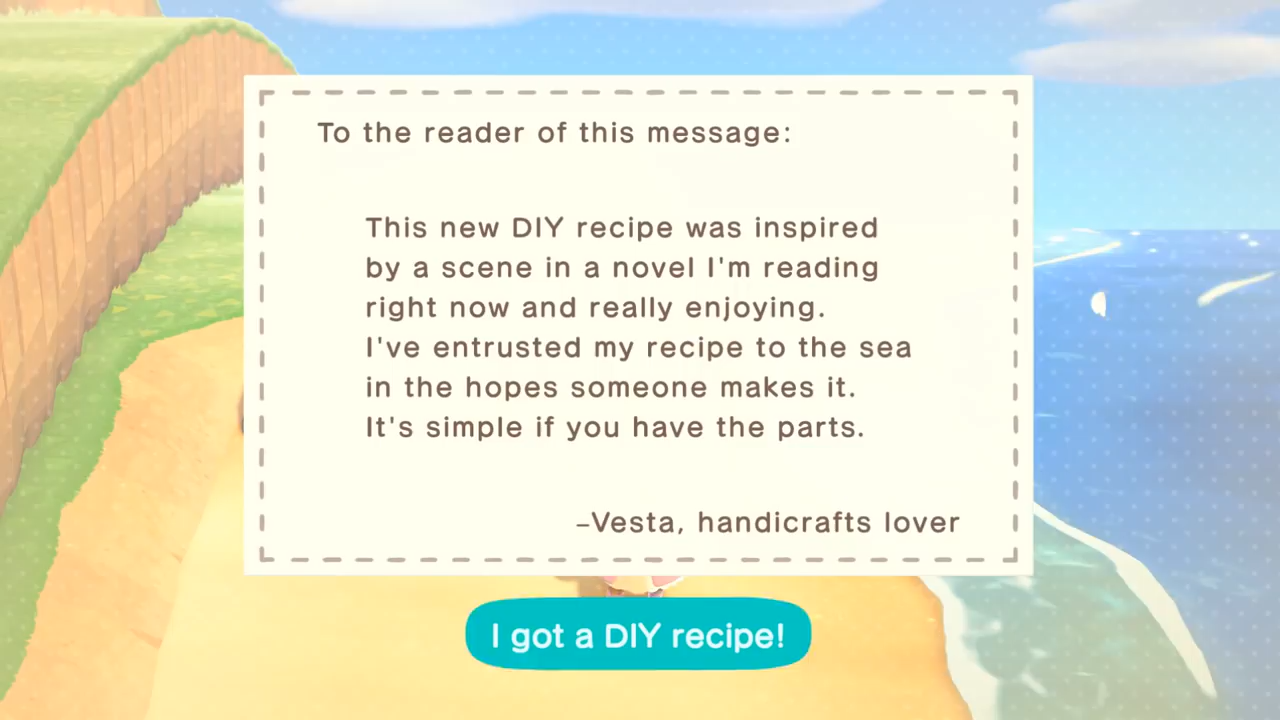 To the reader of this message:
This new DIY recipe was inspired
by a scene in a novel I'm reading
right now and really enjoying.
I've entrusted my recipe to the sea
in the hopes someone makes it.
It's simple if you have the parts.
–Vesta, handicrafts lover
I got a DIY recipe!